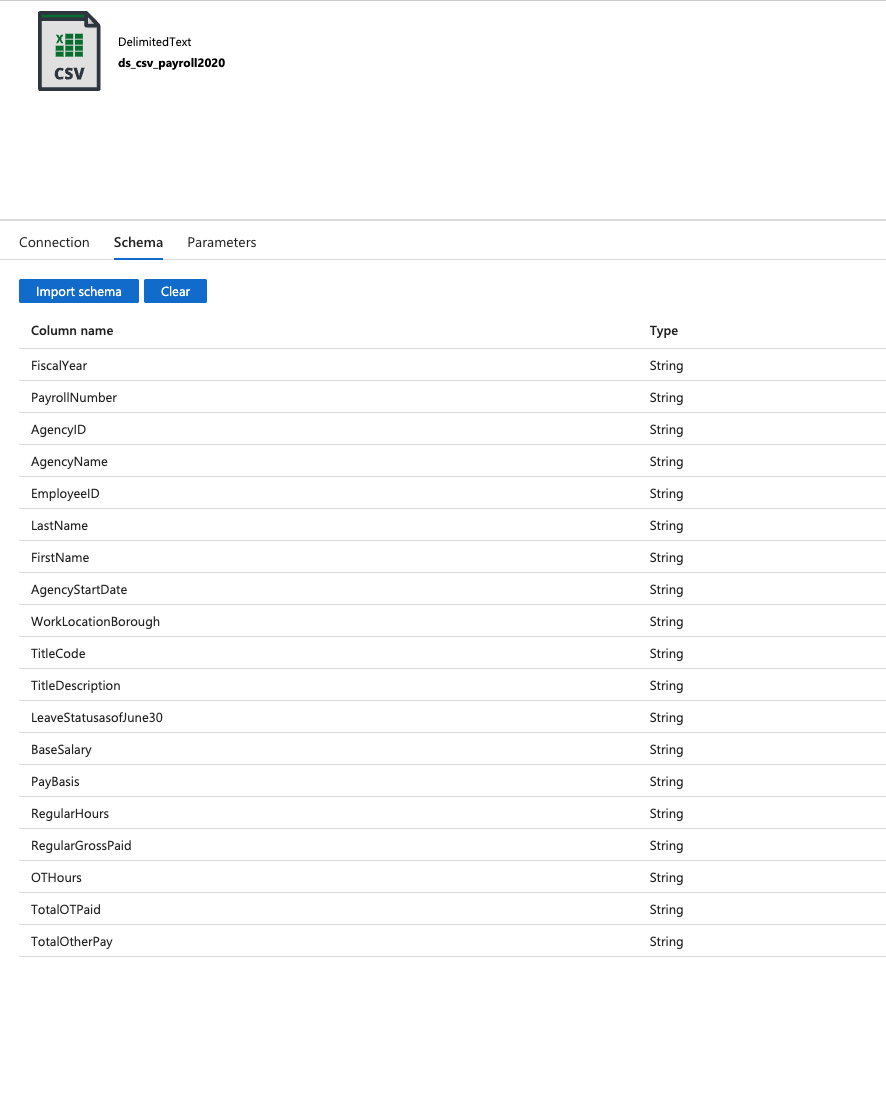 X
CSV
DelimitedText
ds_csv_payroll2020
Connection Schema Parameters
Import schema Clear
Column name Type
FiscalYear String
PayrollNumber String
AgencyID String
AgencyName String
EmployeeID String
LastName String
FirstName String
AgencyStartDate String
WorkLocationBorough String
TitleCode String
TitleDescription String
LeaveStatusasofJune30 String
BaseSalary String
PayBasis String
RegularHours String
RegularGrossPaid String
OTHours String
TotalOTPaid String
TotalOtherPay String